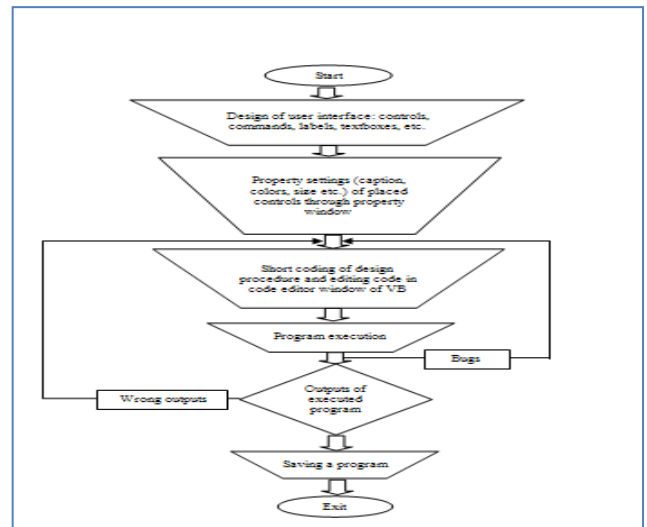 Start
Design of user interface: controls,
commands, labels, textboxes, etc.
Property settings (caption,
colors, size etc.) of placed
controls through property
window
Short coding of design
procedure and editing code in
code editor window of VB
Program execution
Bugs
Outputs of
executed
program
Wrong outputs
Saving a program
Exit